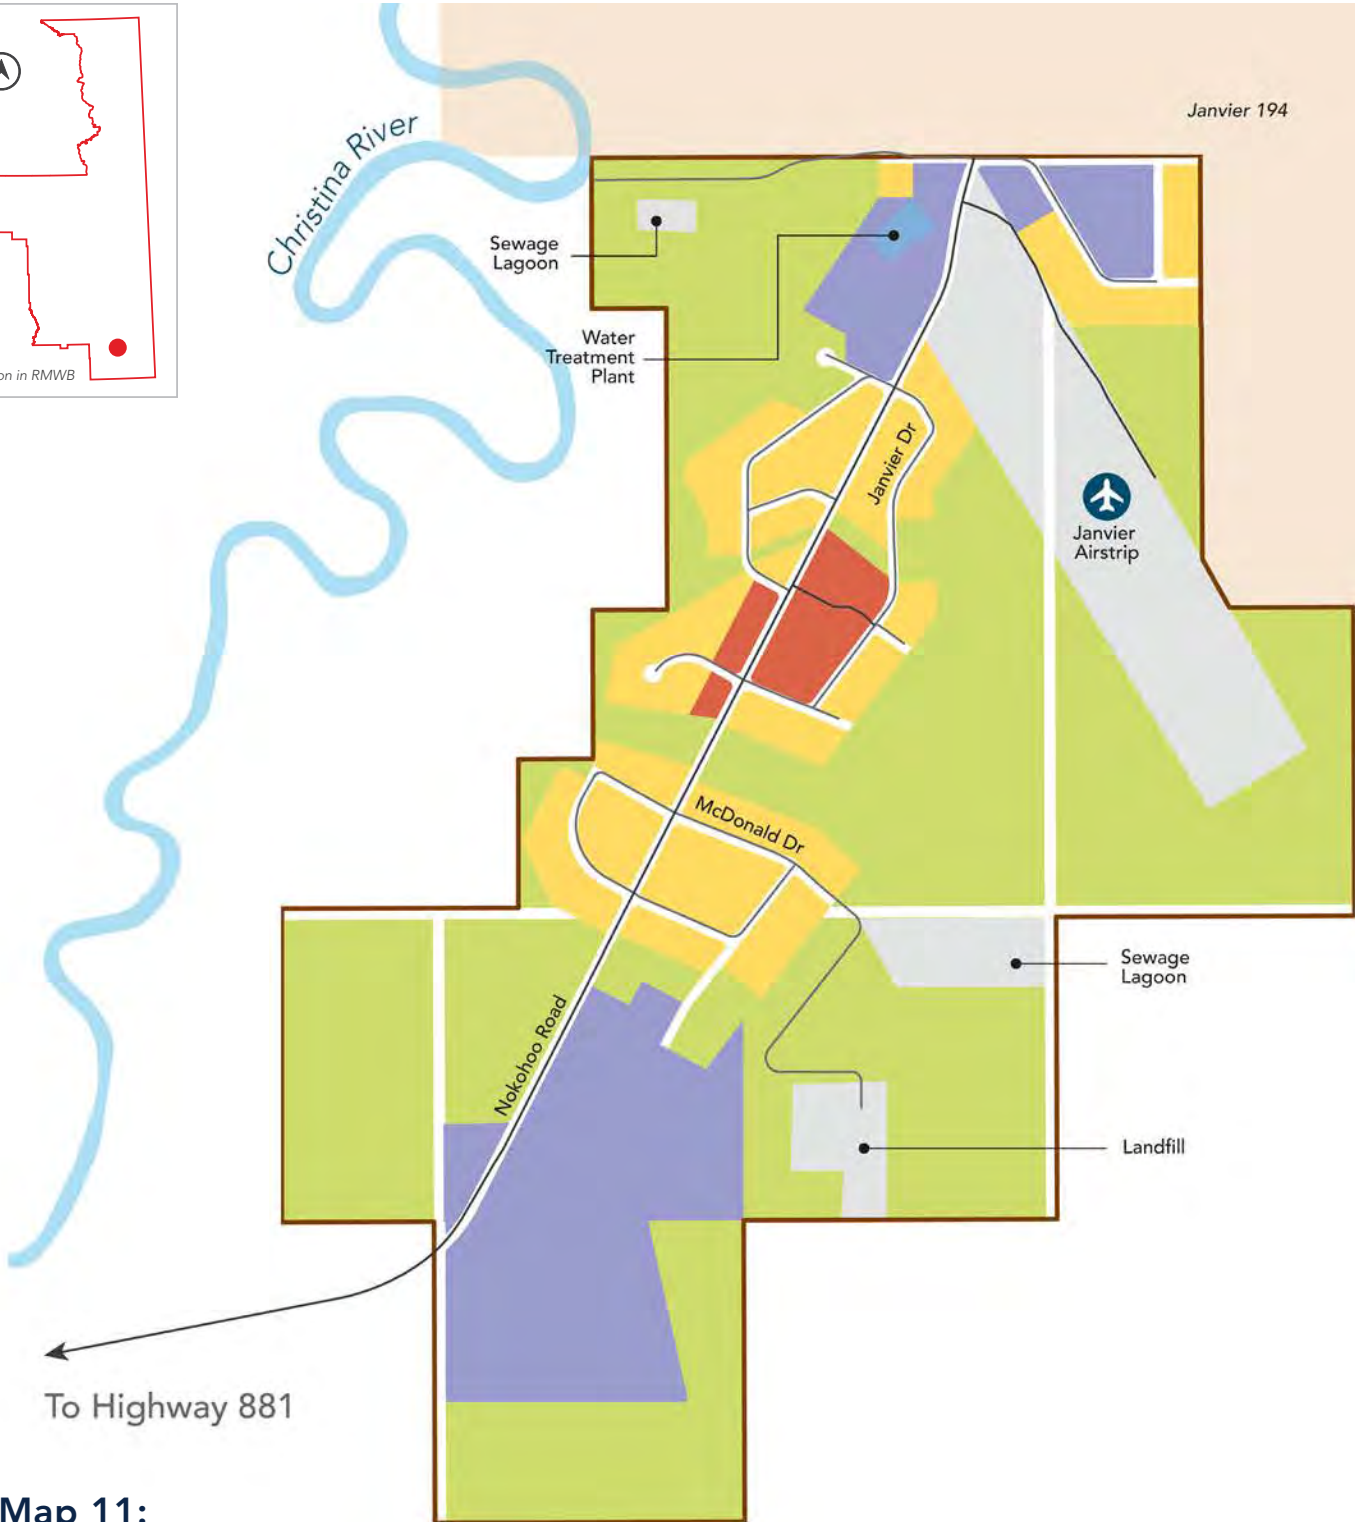 Janvier 194
Christina River
Sewage
Lagoon
Water
Treatment
Plant
on in RMWB
Janvier Dr
Janvier
Airstrip
McDonald Dr
Sewage
Lagoon
Nokohoo Road
Landfill
To Highway 881
Map 11: